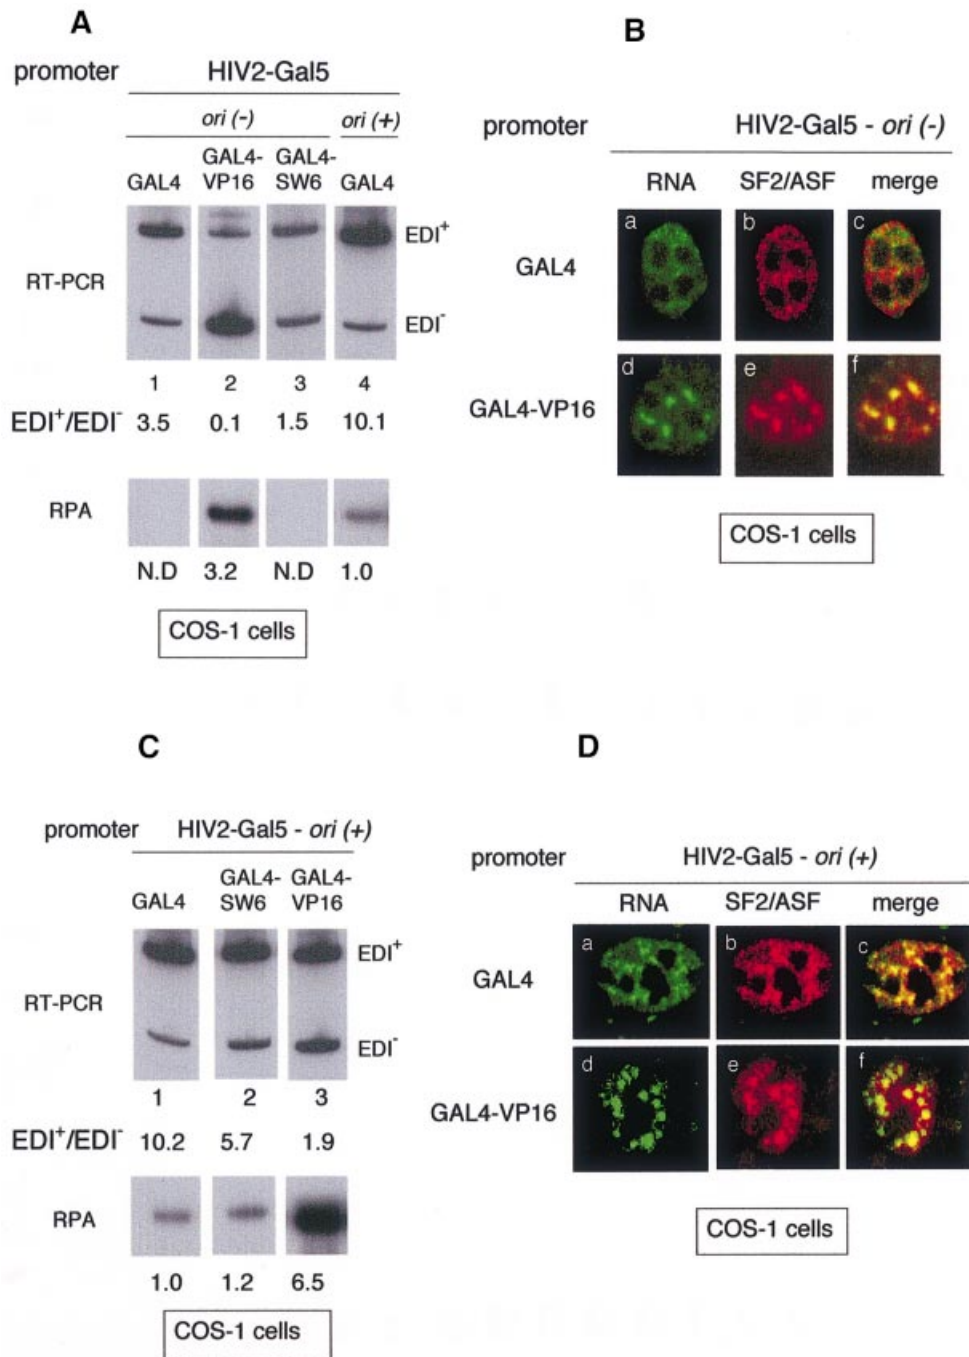 A
promoter HIV2-Gal5
ori (-) ori (+)
GAL4 GAL4-VP16 GAL4-SW6 GAL4
RT-PCR
EDI+
EDI-
1 2 3 4
EDI+/EDI- 3.5 0.1 1.5 10.1
RPA
N.D 3.2 N.D 1.0
COS-1 cells
B
promoter HIV2-Gal5 - ori (-)
RNA SF2/ASF merge
GAL4
a b c
GAL4-VP16
d e f
COS-1 cells
C
promoter HIV2-Gal5 - ori (+)
GAL4 GAL4-SW6 GAL4-VP16
RT-PCR
EDI+
EDI-
1 2 3
EDI+/EDI- 10.2 5.7 1.9
RPA
1.0 1.2 6.5
COS-1 cells
D
promoter HIV2-Gal5 - ori (+)
RNA SF2/ASF merge
GAL4
a b c
GAL4-VP16
d e f
COS-1 cells